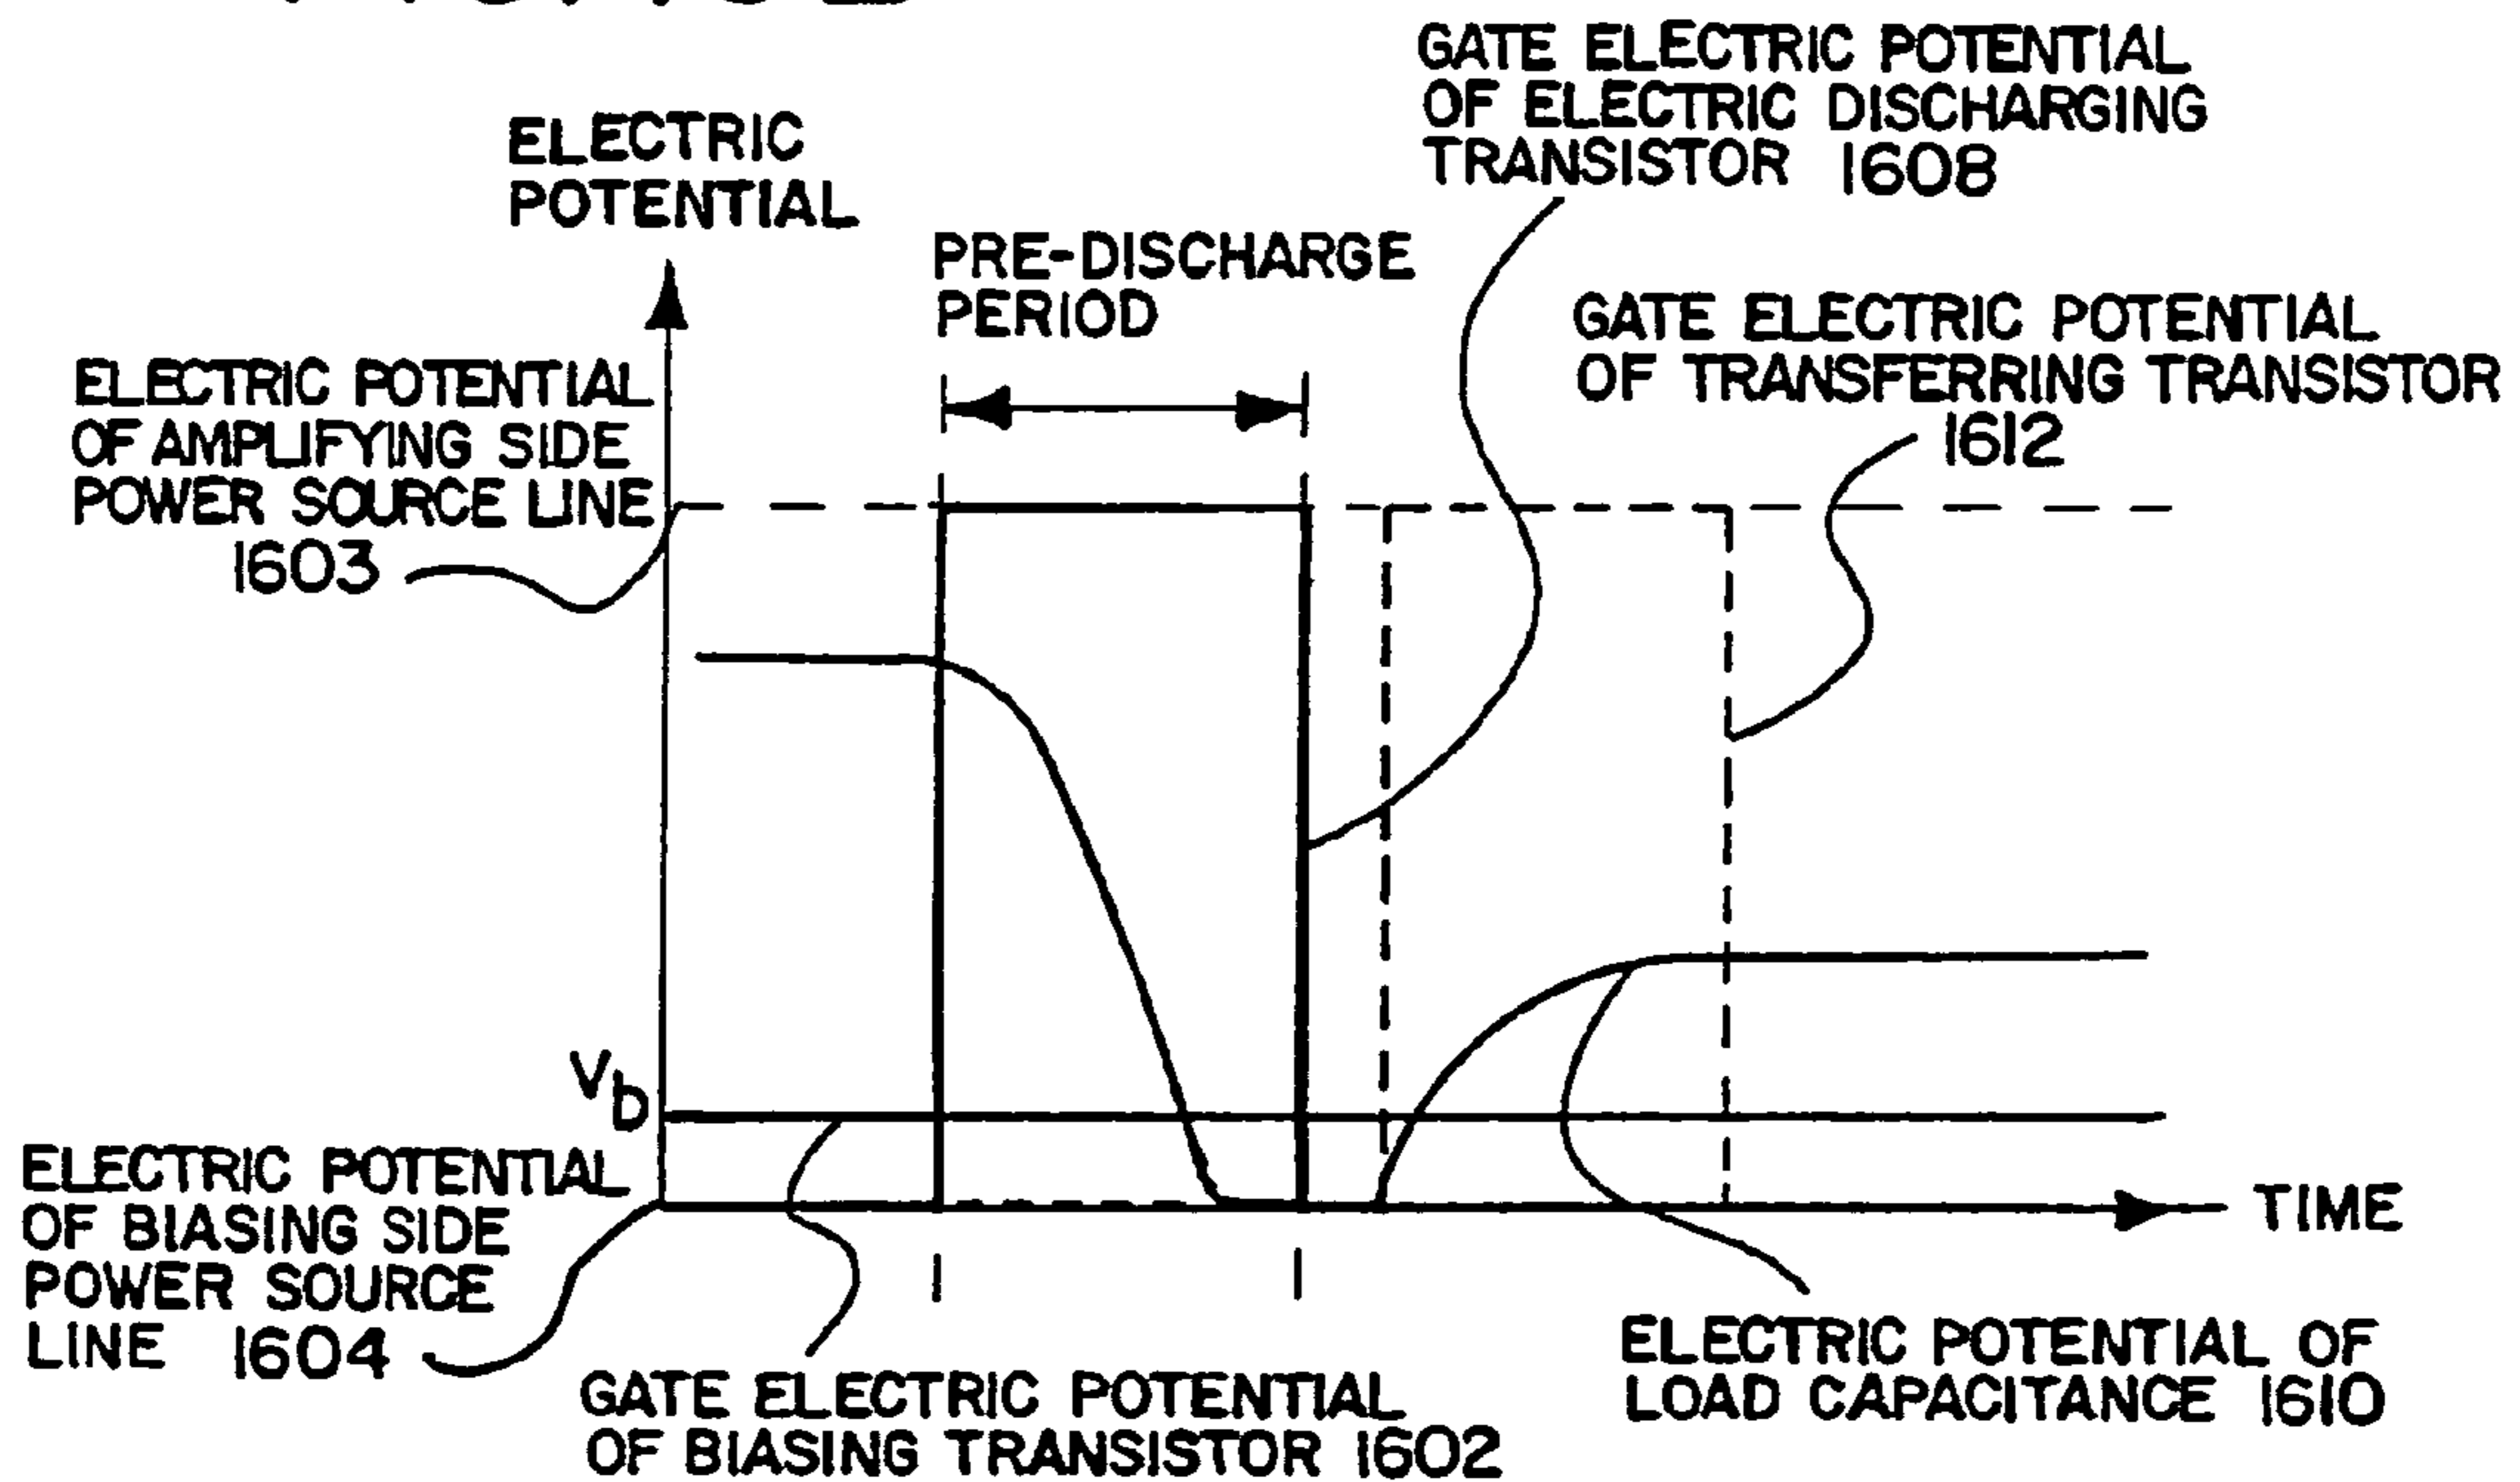 GATE ELECTRIC POTENTIAL
OF ELECTRIC DISCHARGING
TRANSISTOR 1608
ELECTRIC
POTENTIAL
PRE-DISCHARGE
PERIOD
GATE ELECTRIC POTENTIAL
OF TRANSFERRING TRANSISTOR
1612
ELECTRIC POTENTIAL
OF AMPLIFYING SIDE
POWER SOURCE LINE
1603
Vb
ELECTRIC POTENTIAL
OF BIASING SIDE
POWER SOURCE
LINE 1604
TIME
GATE ELECTRIC POTENTIAL
OF BIASING TRANSISTOR 1602
ELECTRIC POTENTIAL OF
LOAD CAPACITANCE 1610